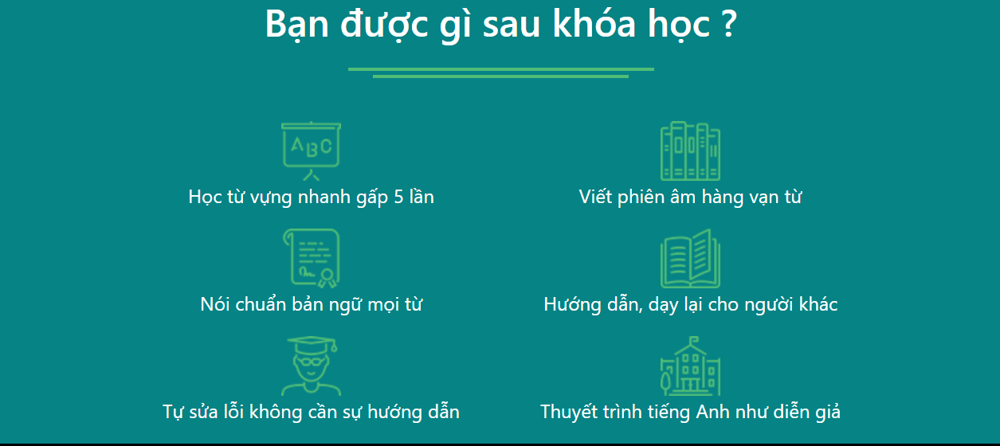 Bạn được gì sau khóa học ?
ABC
Học từ vựng nhanh gấp 5 lần
Viết phiên âm hàng vạn từ
Nói chuẩn bản ngữ mọi từ
Hướng dẫn, dạy lại cho người khác
Tự sửa lỗi không cần sự hướng dẫn
Thuyết trình tiếng Anh như diễn giả